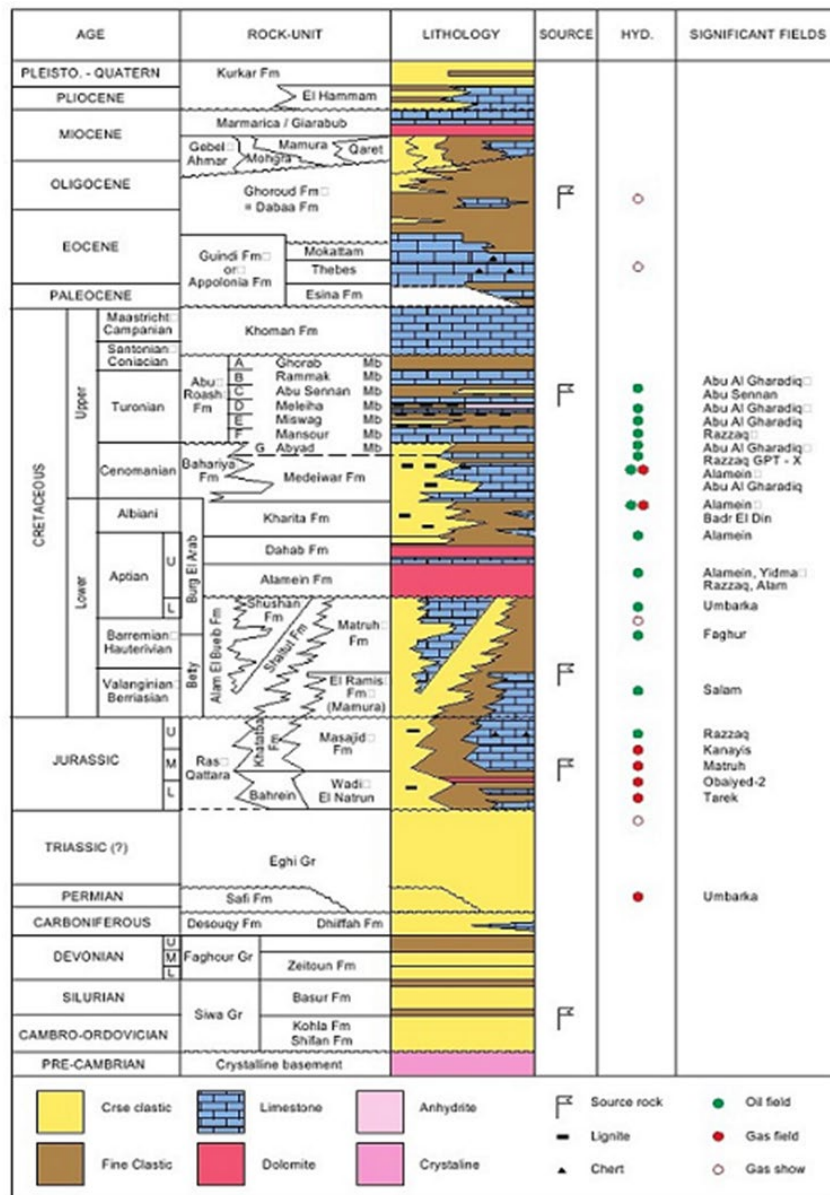 AGE ROCK-UNIT LITHOLOGY SOURCE HYD. SIGNIFICANT FIELDS
PLEISTO. - QUATERN Kurkar Fm
PLIOCENE El Hammam
MIOCENE Marmarica / Giarabub
Gebel□ Ahmar Mohgra Mamura Qaret
OLIGOCENE Ghoroud Fm□
= Dabaa Fm
EOCENE Guindi Fm□
or□
Appolonia Fm
Mokattam
Thebes
PALEOCENE Esina Fm
CRETACEOUS
Upper
Maastricht□
Campanian
Khoman Fm
Santonian□
Coniacian
Turonian
Abu□
Roash□
Fm
A Ghorab Mb
B Rammak Mb
C Abu Sennan Mb
D Meleiha Mb
E Miswag Mb
F Mansour Mb
G Abyad Mb
Abu Al Gharadiq□
Abu Sennan
Abu Al Gharadiq□
Abu Al Gharadiq
Razzaq□
Abu Al Gharadiq□
Razzaq GPT - X
Cenomanian Bahariya□
Fm
Medeiwar Fm
Alamein□
Abu Al Gharadiq
Lower
Albiani
Burg El Arab
Kharita Fm
Alamein□
Badr El Din
Alamein
Aptian
U
L
Dahab Fm
Alamein Fm
Alamein, Yidma□
Razzaq, Alam
Alam El Bueib Fm
Shushan□
Fm
Shaltut Fm
Matruh□
Fm
Umbarka
Barremian□
Hauterivian
Faghur
Betty
Valanginian□
Berriasian
El Ramis□
Fm□
(Mamura)
Salam
JURASSIC
U
M
L
Ras□
Qattara
Khatatba□
Fm
Masajid□
Fm
Bahrein
Wadi□
El Natrun
Razzaq
Kanayis
Matruh
Obaiyed-2
Tarek
TRIASSIC (?) Eghi Gr
PERMIAN Safi Fm Umbarka
CARBONIFEROUS Desouqy Fm Dhiffah Fm
DEVONIAN
U
M
L
Faghour Gr
Zeitoun Fm
SILURIAN Siwa Gr Basur Fm
CAMBRO-ORDOVICIAN Kohla Fm
Shifan Fm
PRE-CAMBRIAN Crystalline basement
Crse clastic Limestone Anhydrite Source rock Oil field
Lignite Gas field
Fine Clastic Dolomite Crystaline Chert Gas show